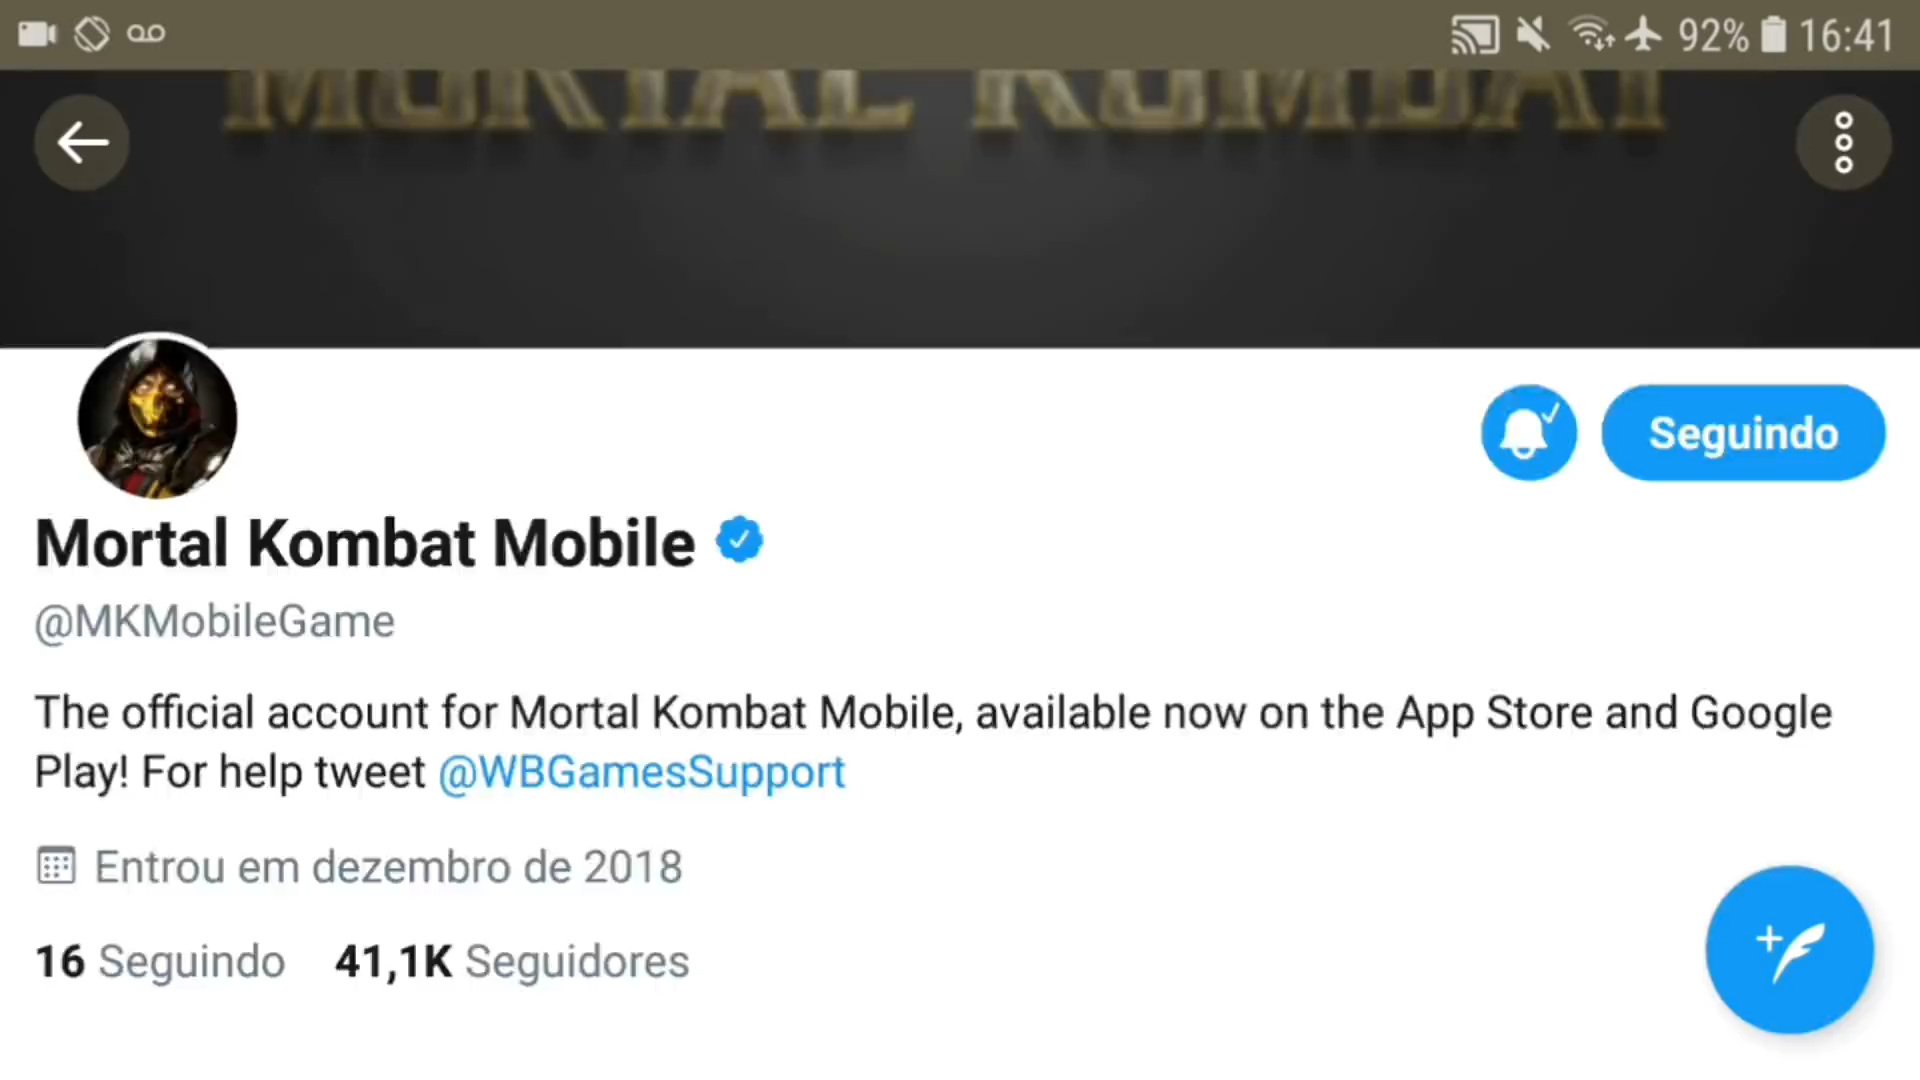 92% 16:41
MORTAL KOMBAT
Seguindo
Mortal Kombat Mobile
@MKMobileGame
The official account for Mortal Kombat Mobile, available now on the App Store and Google
Play! For help tweet @WBGamesSupport
Entrou em dezembro de 2018
16 Seguindo 41,1K Seguidores